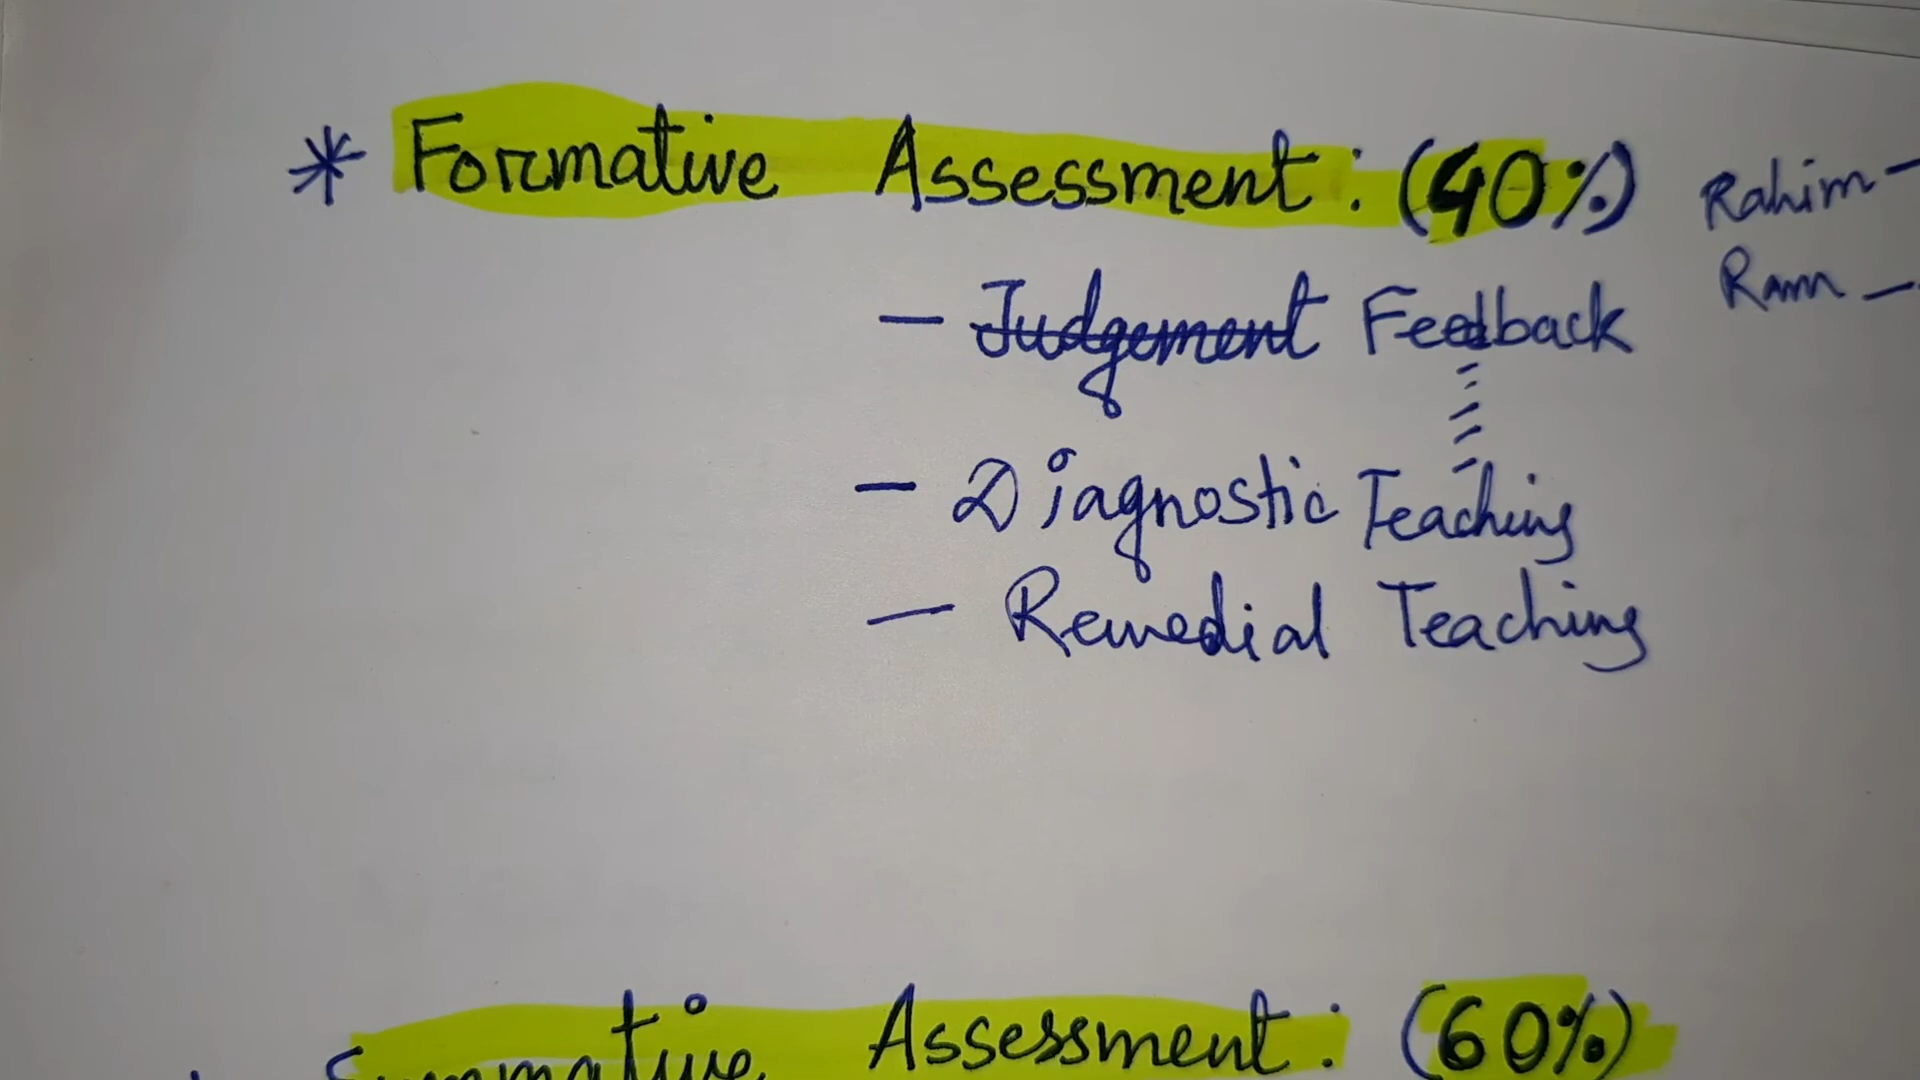 * Formative Assessment: (40%)
Rahim -
Ram -
- Judgement Feedback
- Diagnostic Teaching
- Remedial Teaching
Summative Assessment: (60%)